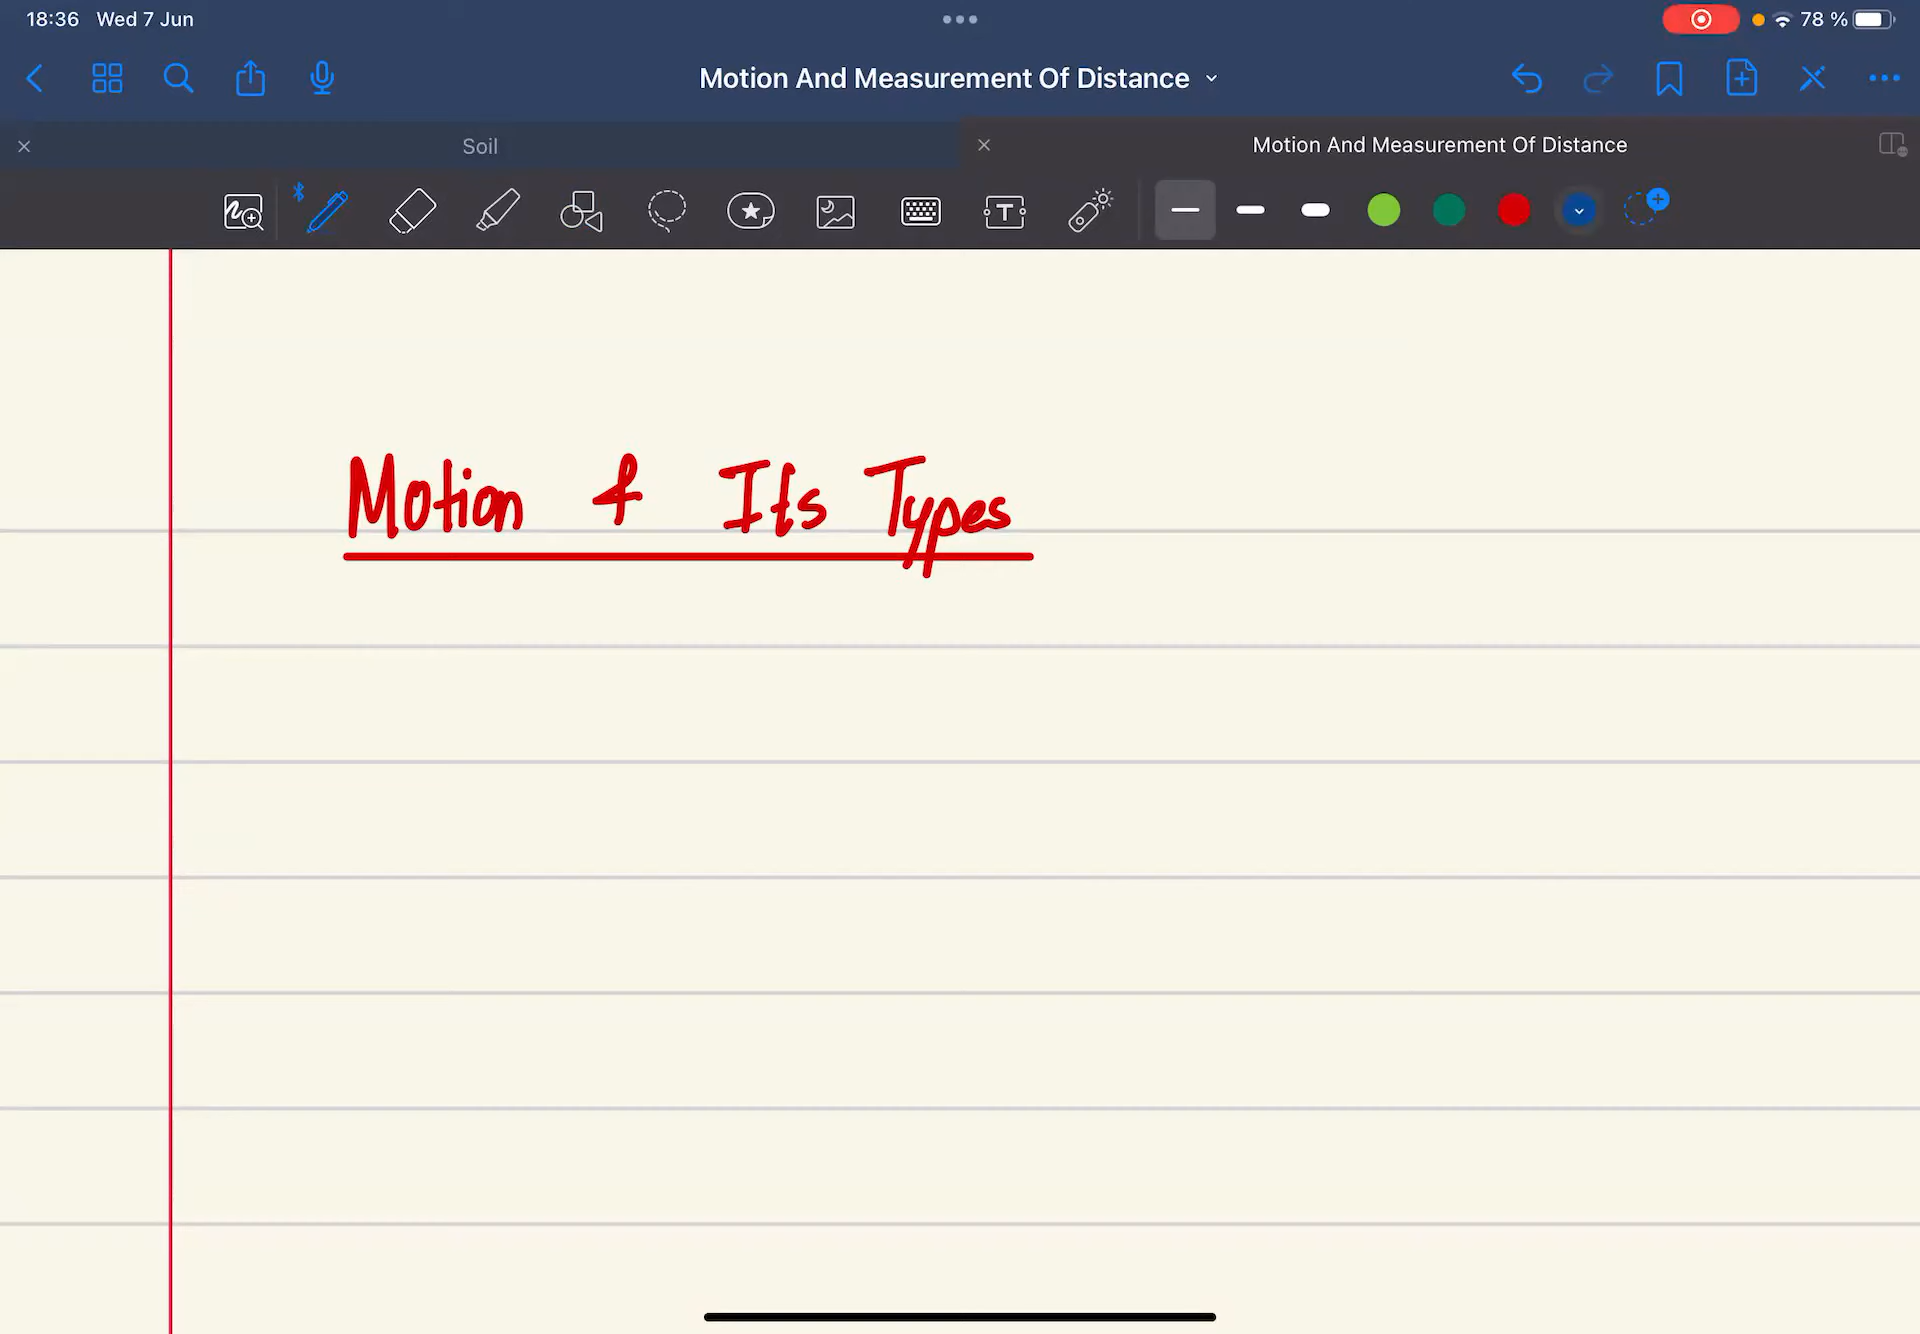 18:36 Wed 7 Jun
78 %
Motion And Measurement Of Distance
Soil
Motion And Measurement Of Distance
Motion & Its Types